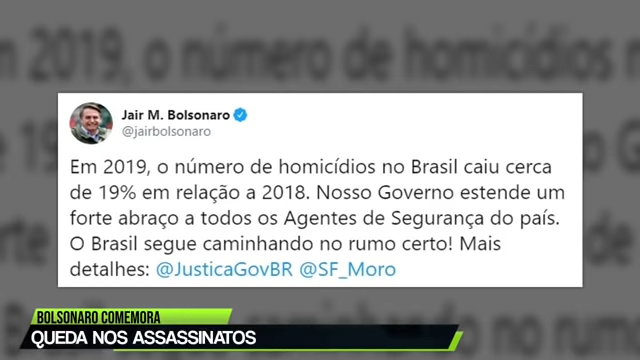 Jair M. Bolsonaro
@jairbolsonaro
Em 2019, o número de homicídios no Brasil caiu cerca
de 19% em relação a 2018. Nosso Governo estende um
forte abraço a todos os Agentes de Segurança do país.
O Brasil segue caminhando no rumo certo! Mais
detalhes: @JusticaGovBR @SF_Moro
BOLSONARO COMEMORA
QUEDA NOS ASSASSINATOS